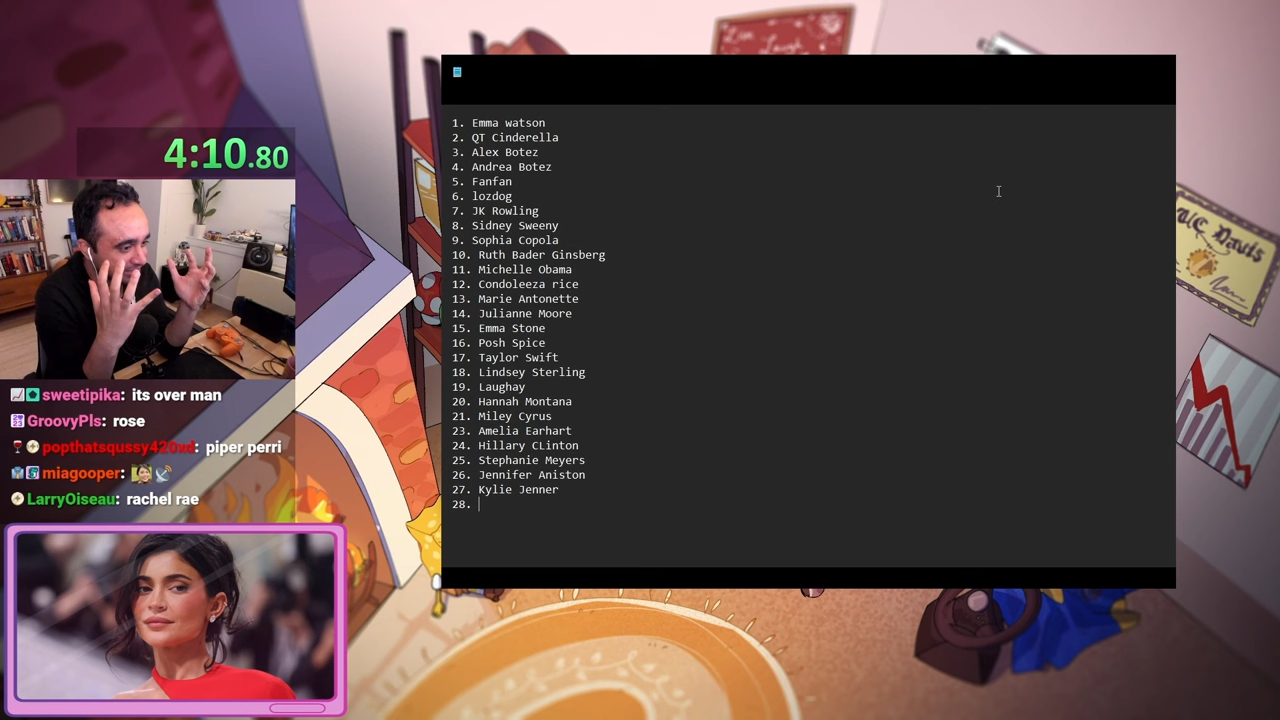 Live
Laugh
4:10.80
1. Emma watson
2. QT Cinderella
3. Alex Botez
4. Andrea Botez
5. Fanfan
6. lozdog
7. JK Rowling
8. Sidney Sweeny
9. Sophia Copola
10. Ruth Bader Ginsberg
11. Michelle Obama
12. Condoleeza rice
13. Marie Antonette
14. Julianne Moore
15. Emma Stone
16. Posh Spice
17. Taylor Swift
18. Lindsey Sterling
19. Laughay
20. Hannah Montana
21. Miley Cyrus
23. Amelia Earhart
24. Hillary CLinton
25. Stephanie Meyers
26. Jennifer Aniston
27. Kylie Jenner
28.
sweetipika: its over man
GroovyPls: rose
popthatsqussy420xd: piper perri
miagooper:
LarryOiseau: rachel rae
UC Davis